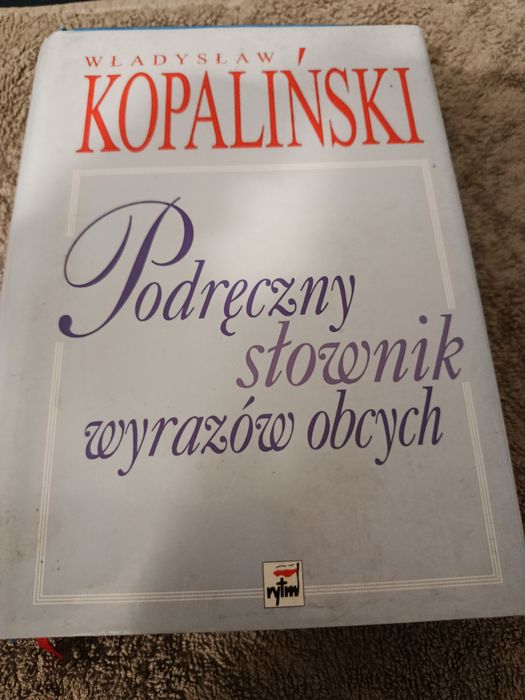 WŁADYSŁAW
KOPALIŃSKI
Podręczny
słownik
wyrazów obcych
rytm